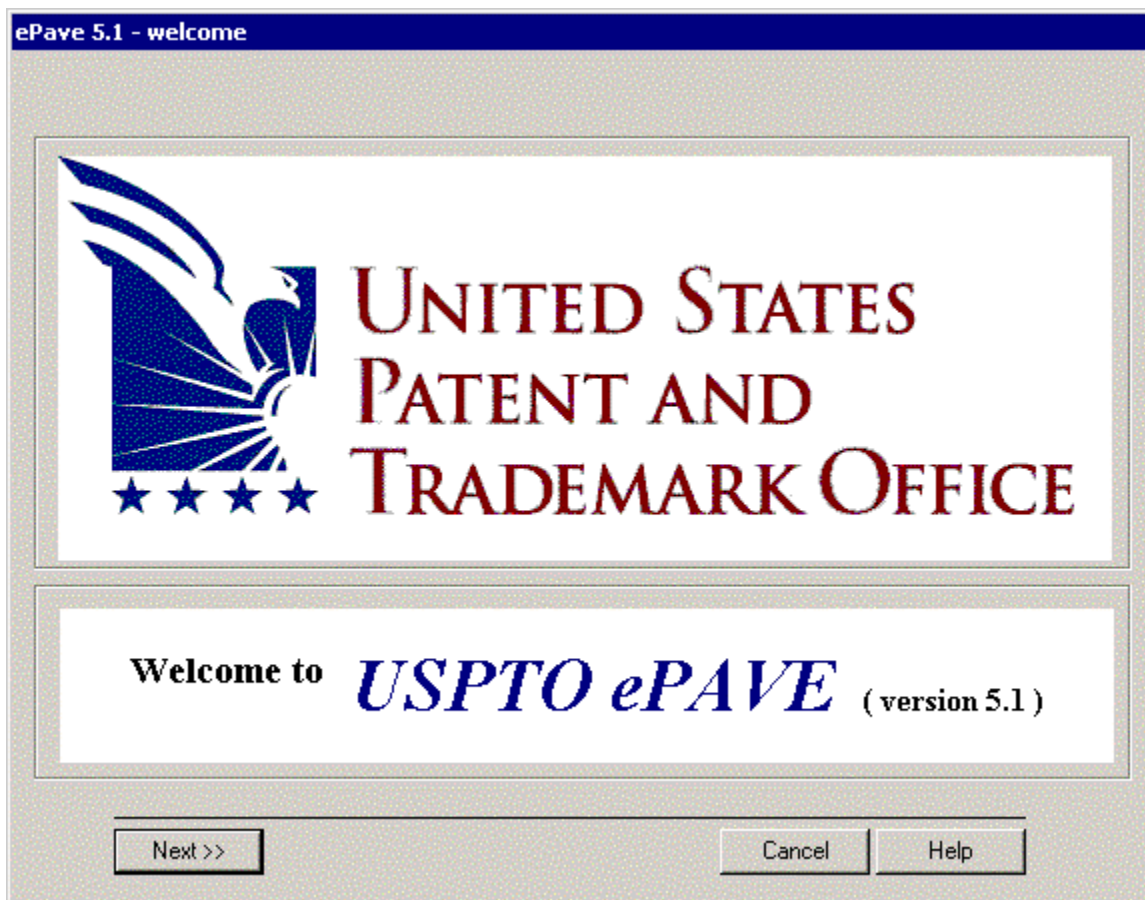 ePave 5.1 - welcome
UNITED STATES
PATENT AND
TRADEMARK OFFICE
Welcome to USPTO ePAVE ( version 5.1 )
Next >> Cancel Help